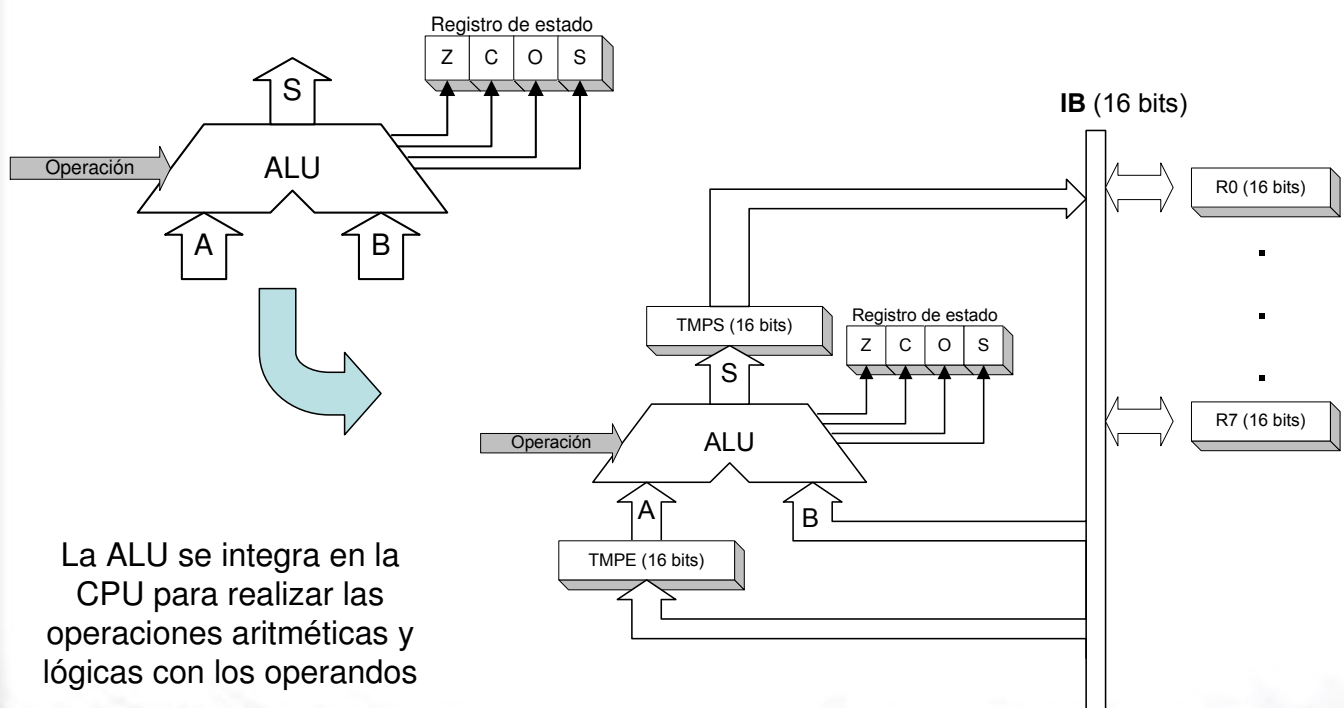 Registro de estado
Z C O S
S
Operación
ALU
A
B
IB (16 bits)
R0 (16 bits)
TMPS (16 bits)
Registro de estado
Z C O S
S
R7 (16 bits)
Operación
ALU
A
B
TMPE (16 bits)
La ALU se integra en la
CPU para realizar las
operaciones aritméticas y
lógicas con los operandos